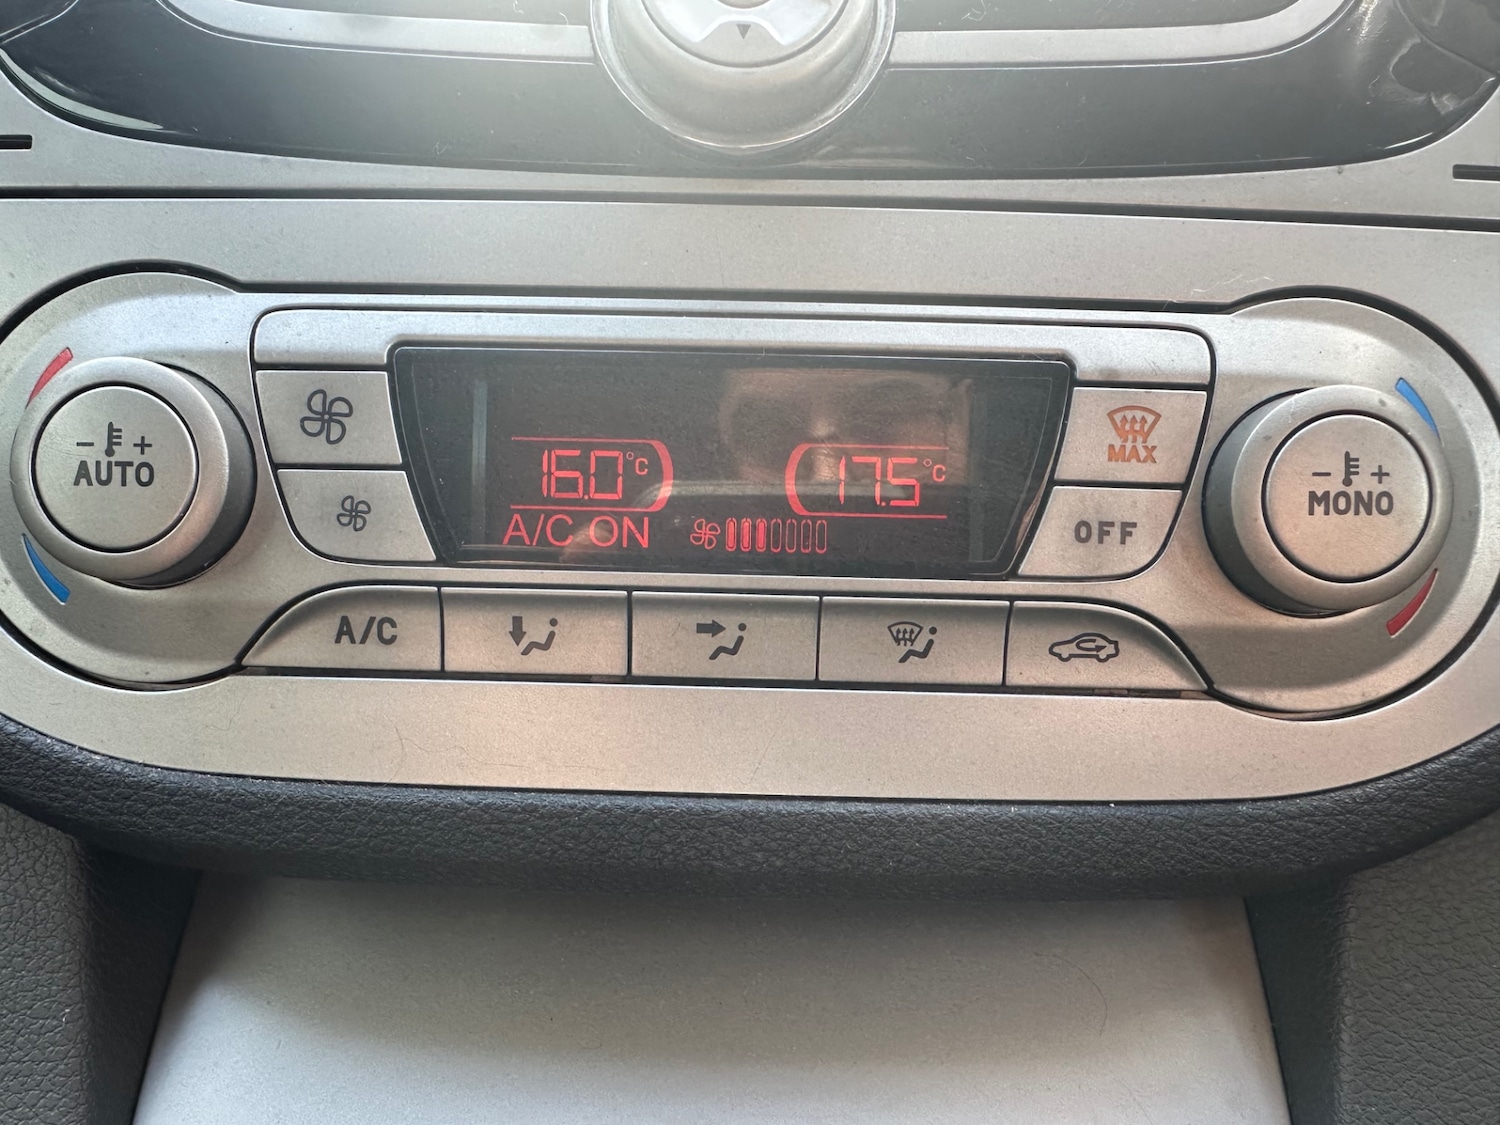 - +
AUTO
16.0°C
17.5°C
A/C ON
MAX
OFF
- +
MONO
A/C